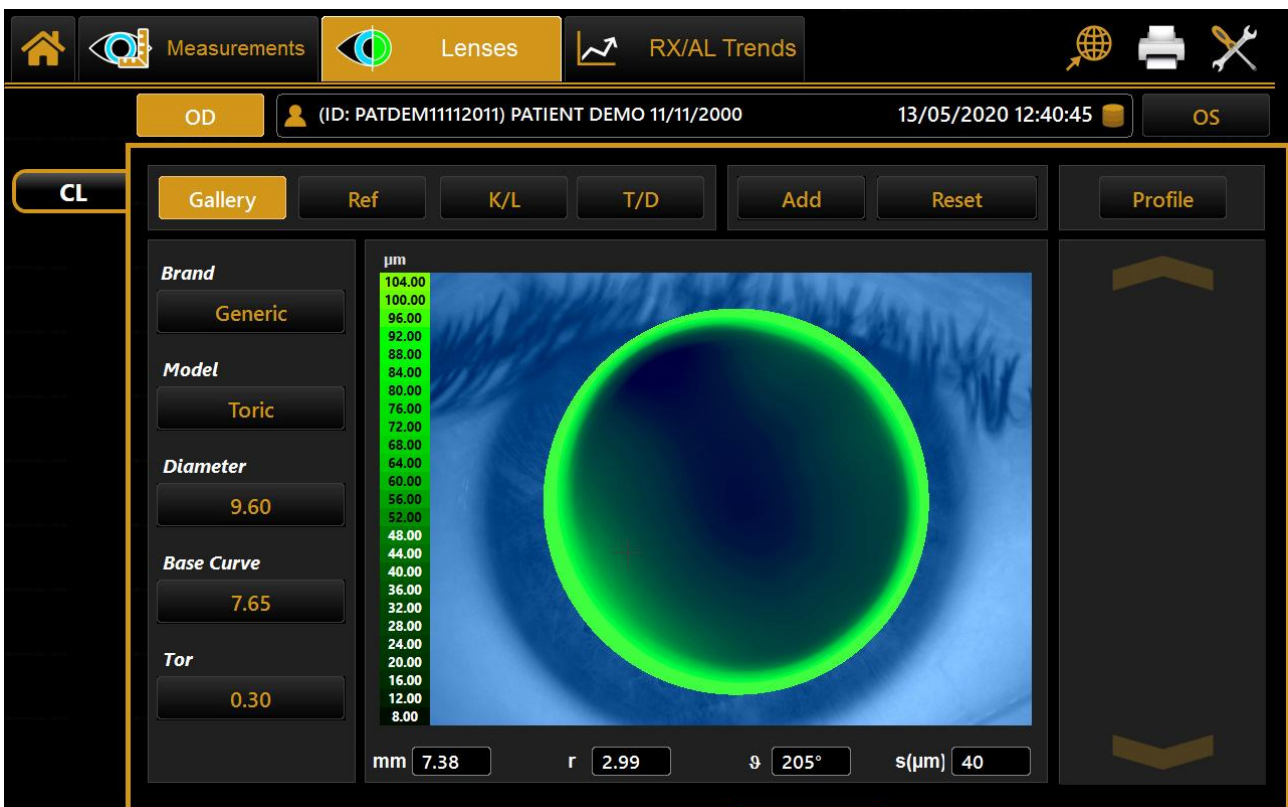 Measurements Lenses RX/AL Trends
OD (ID: PATDEM11112011) PATIENT DEMO 11/11/2000 13/05/2020 12:40:45 OS
CL
Gallery Ref K/L T/D Add Reset Profile
Brand
Generic
Model
Toric
Diameter
9.60
Base Curve
7.65
Tor
0.30
µm
104.00
100.00
96.00
92.00
88.00
84.00
80.00
76.00
72.00
68.00
64.00
60.00
56.00
52.00
48.00
44.00
40.00
36.00
32.00
28.00
24.00
20.00
16.00
12.00
8.00
mm 7.38 r 2.99 ϑ 205° s(µm) 40